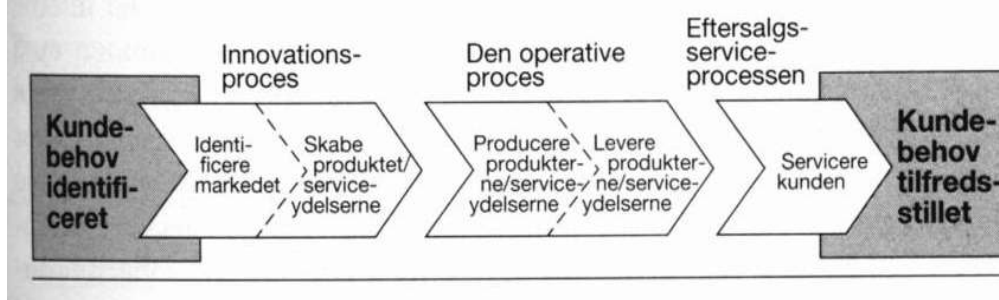 Innovations-
proces
Den operative
proces
Eftersalgs-
service-
processen
Kunde-
behov
identifi-
ceret
Identi-
ficere
markedet
Skabe
produktet/
service-
ydelserne
Producere
produkter-
ne/service-
ydelserne
Levere
produkter-
ne/service-
ydelserne
Servicere
kunden
Kunde-
behov
tilfreds-
stillet